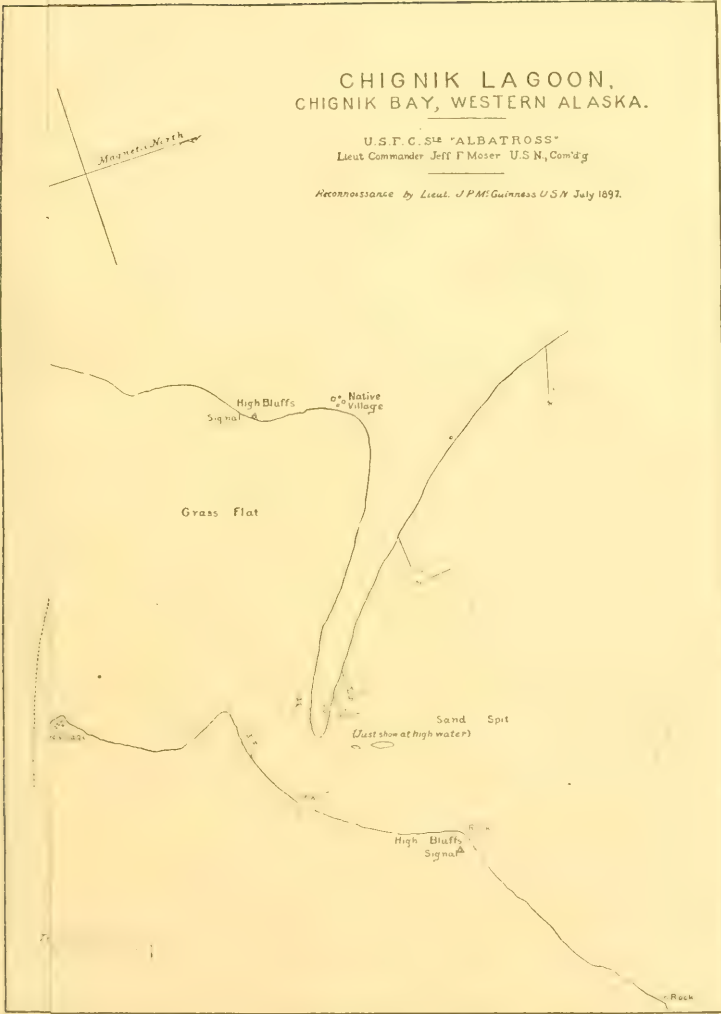 CHIGNIK LAGOON,
CHIGNIK BAY, WESTERN ALASKA.
U.S.F.C. Str "ALBATROSS"
Lieut Commander Jeff F Moser U.S N., Com'd'g
Reconnoissance by Lieut. J P McGuinness U S N July 1897.
Magnetic North
High Bluffs
Signal
Native
Village
Grass Flat
Sand Spit
(Just show at high water)
High Bluffs
Signal
Rock